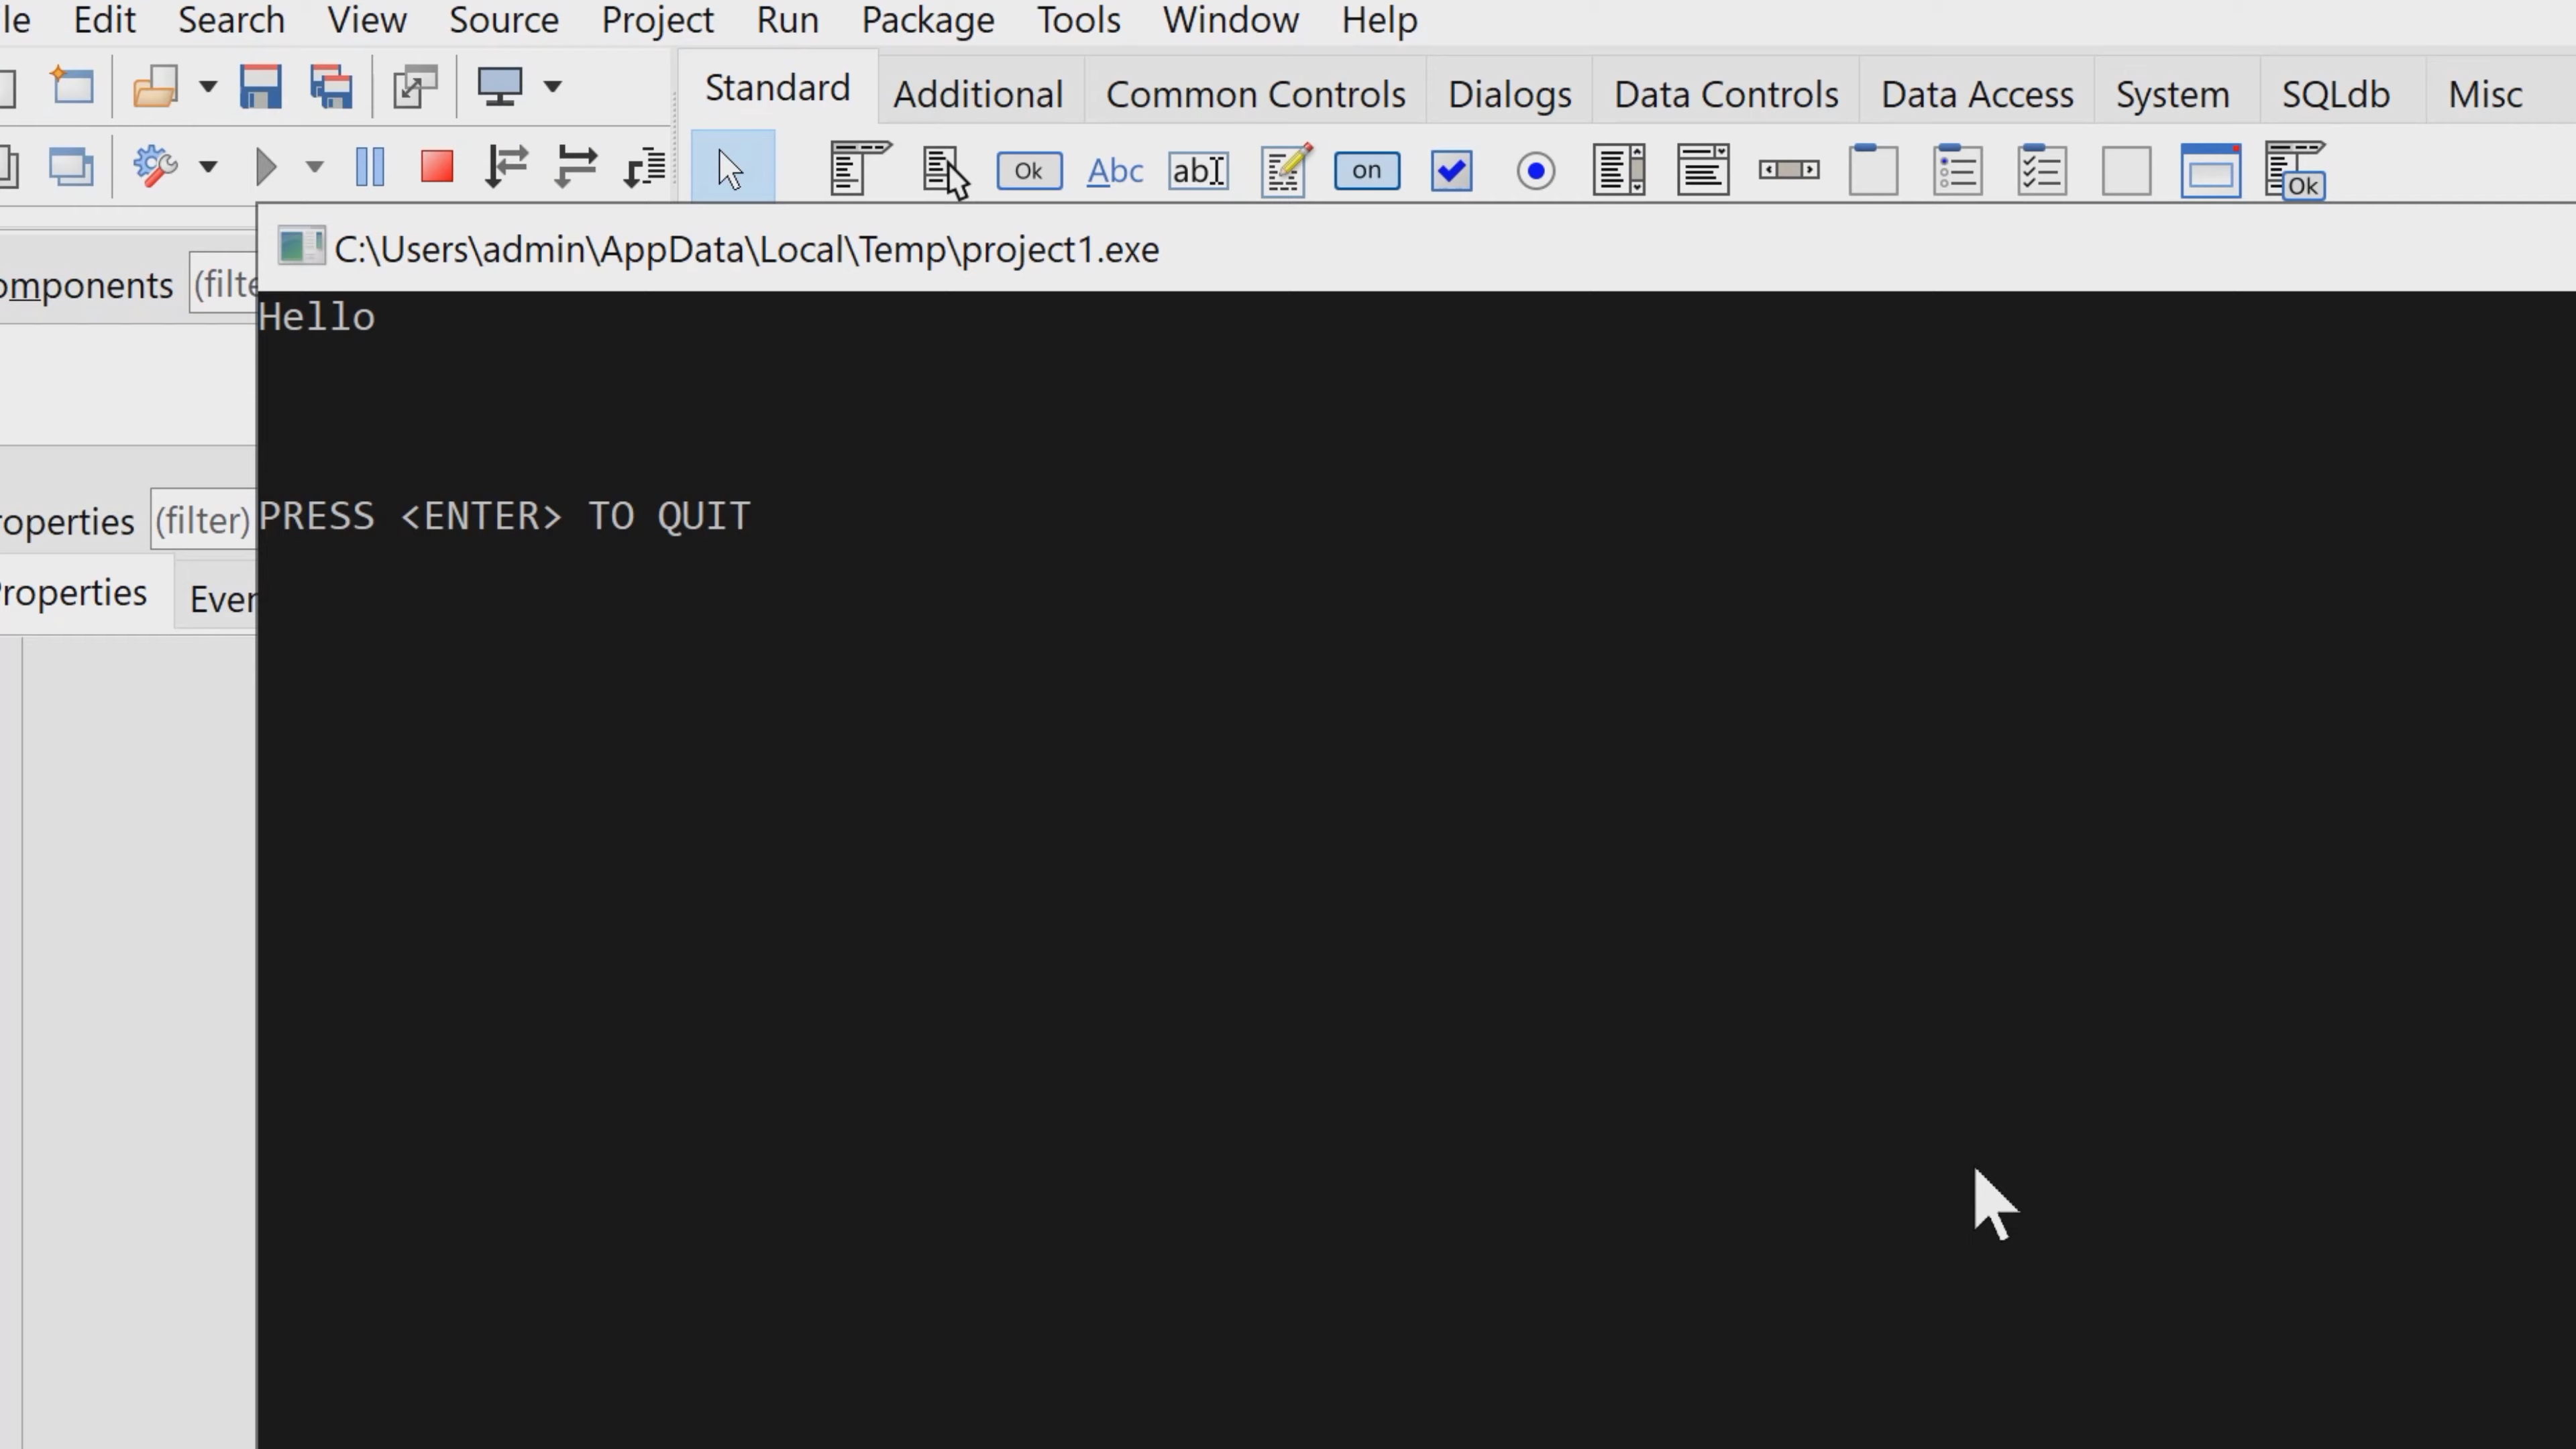 le Edit Search View Source Project Run Package Tools Window Help
Standard Additional Common Controls Dialogs Data Controls Data Access System SQLdb Misc
Ok Abc ab on Ok
C:\Users\admin\AppData\Local\Temp\project1.exe
omponents (filte
Hello
PRESS <ENTER> TO QUIT
roperties (filter)
roperties Ever